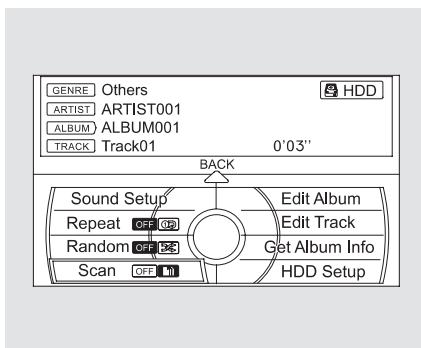 GENRE Others HDD
ARTIST ARTIST001
ALBUM ALBUM001
TRACK Track01 0'03''
BACK
Sound Setup Edit Album
Repeat OFF Edit Track
Random OFF Get Album Info
Scan OFF HDD Setup